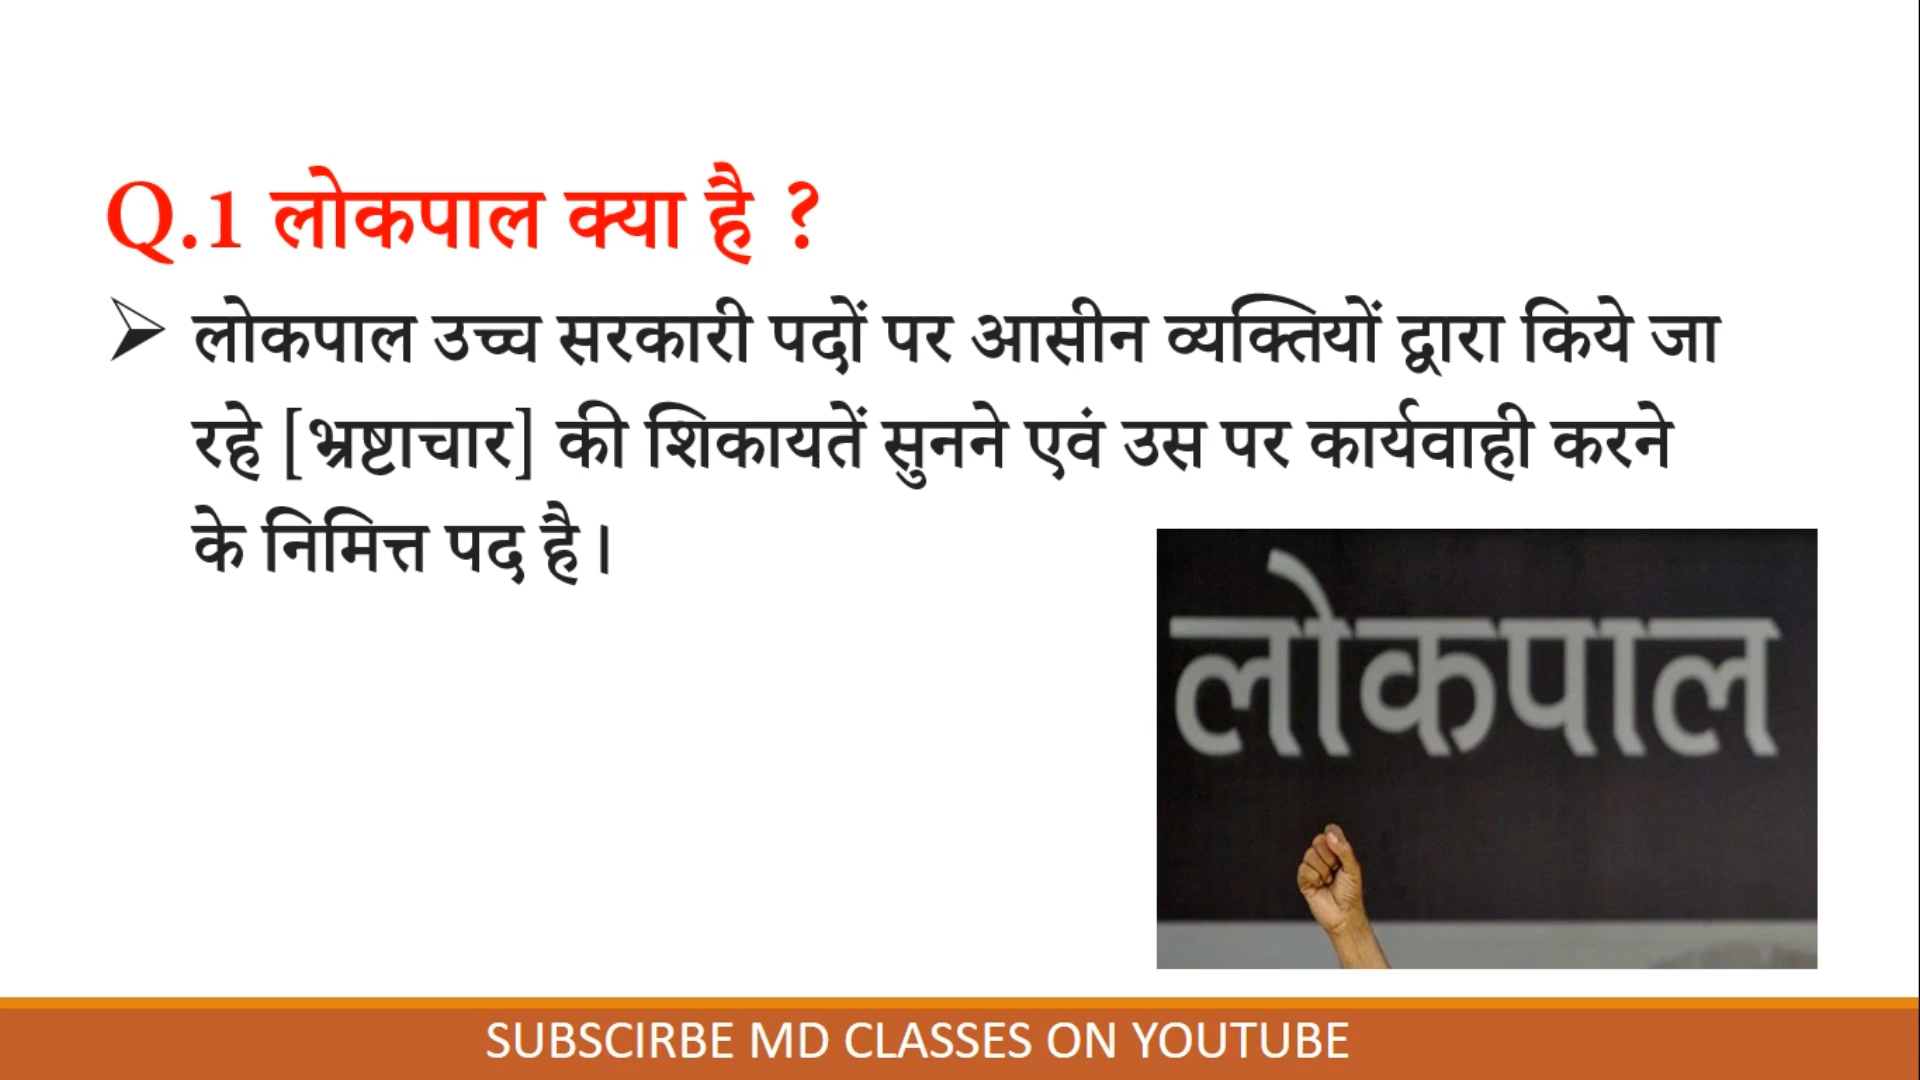 Q.1 लोकपाल क्या है ?
➢ लोकपाल उच्च सरकारी पदों पर आसीन व्यक्तियों द्वारा किये जा
रहे [भ्रष्टाचार] की शिकायतें सुनने एवं उस पर कार्यवाही करने
के निमित्त पद है।
लोकपाल
SUBSCIRBE MD CLASSES ON YOUTUBE